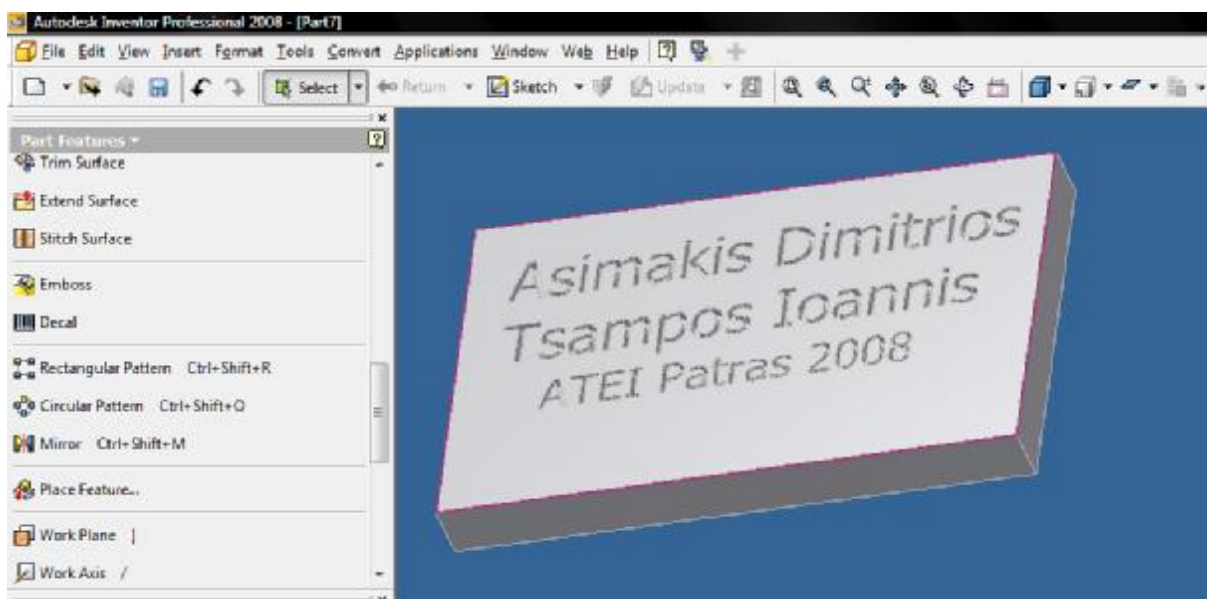 Autodesk Inventor Professional 2008 - [Part7]
File Edit View Insert Format Tools Convert Applications Window Web Help
Select Return Sketch Update
Part Features
Trim Surface
Extend Surface
Stitch Surface
Emboss
Decal
Rectangular Pattern Ctrl+Shift+R
Circular Pattern Ctrl+Shift+O
Mirror Ctrl+Shift+M
Place Feature...
Work Plane ]
Work Axis /
Asimakis Dimitrios
Tsampos Ioannis
ATEI Patras 2008